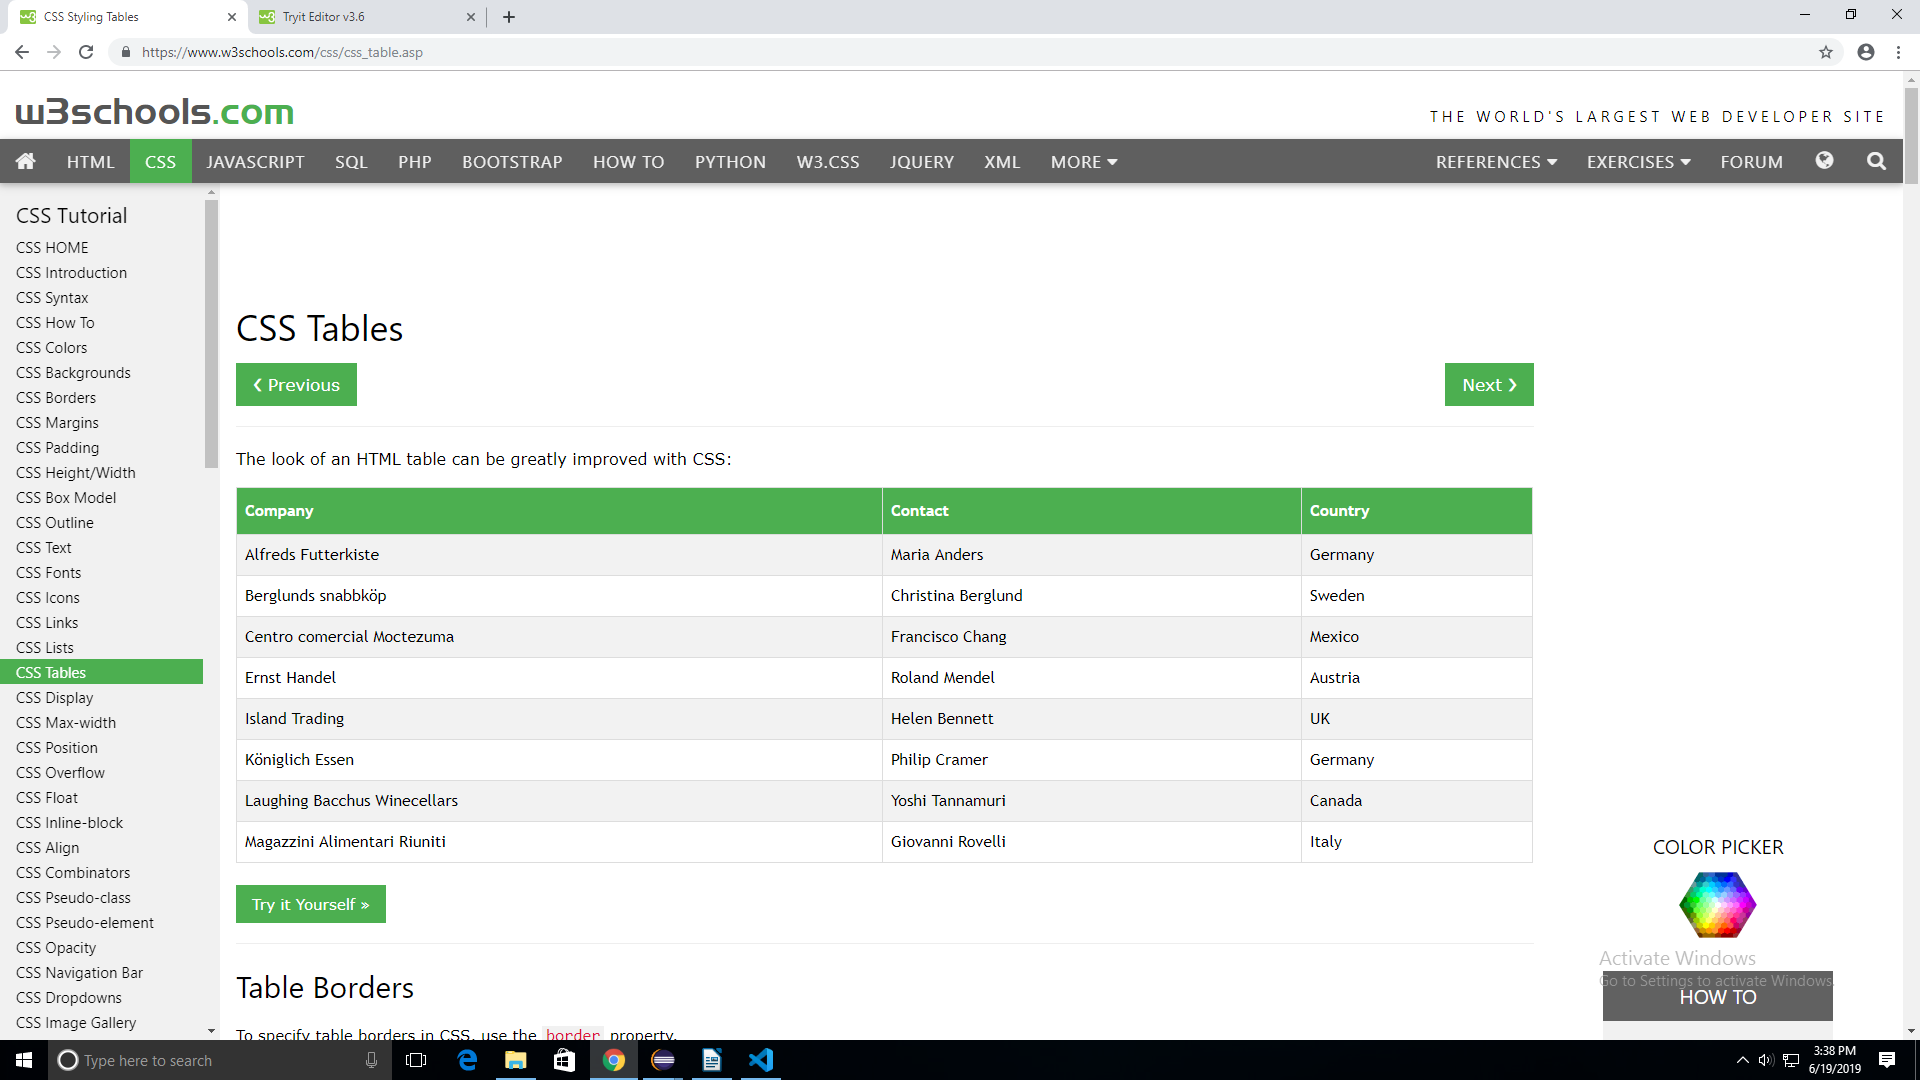 CSS Styling Tables
Tryit Editor v3.6
https://www.w3schools.com/css/css_table.asp
w3schools.com
THE WORLD'S LARGEST WEB DEVELOPER SITE
HTML CSS JAVASCRIPT SQL PHP BOOTSTRAP HOW TO PYTHON W3.CSS JQUERY XML MORE REFERENCES EXERCISES FORUM
CSS Tutorial
CSS HOME
CSS Introduction
CSS Syntax
CSS How To
CSS Colors
CSS Backgrounds
CSS Borders
CSS Margins
CSS Padding
CSS Height/Width
CSS Box Model
CSS Outline
CSS Text
CSS Fonts
CSS Icons
CSS Links
CSS Lists
CSS Tables
CSS Display
CSS Max-width
CSS Position
CSS Overflow
CSS Float
CSS Inline-block
CSS Align
CSS Combinators
CSS Pseudo-class
CSS Pseudo-element
CSS Opacity
CSS Navigation Bar
CSS Dropdowns
CSS Image Gallery
CSS Tables
❮ Previous
Next ❯
The look of an HTML table can be greatly improved with CSS:
Company Contact Country
Alfreds Futterkiste Maria Anders Germany
Berglunds snabbköp Christina Berglund Sweden
Centro comercial Moctezuma Francisco Chang Mexico
Ernst Handel Roland Mendel Austria
Island Trading Helen Bennett UK
Königlich Essen Philip Cramer Germany
Laughing Bacchus Winecellars Yoshi Tannamuri Canada
Magazzini Alimentari Riuniti Giovanni Rovelli Italy
Try it Yourself »
Table Borders
To specify table borders in CSS, use the border property.
COLOR PICKER
Activate Windows
Go to Settings to activate Windows.
HOW TO
Type here to search
3:38 PM
6/19/2019